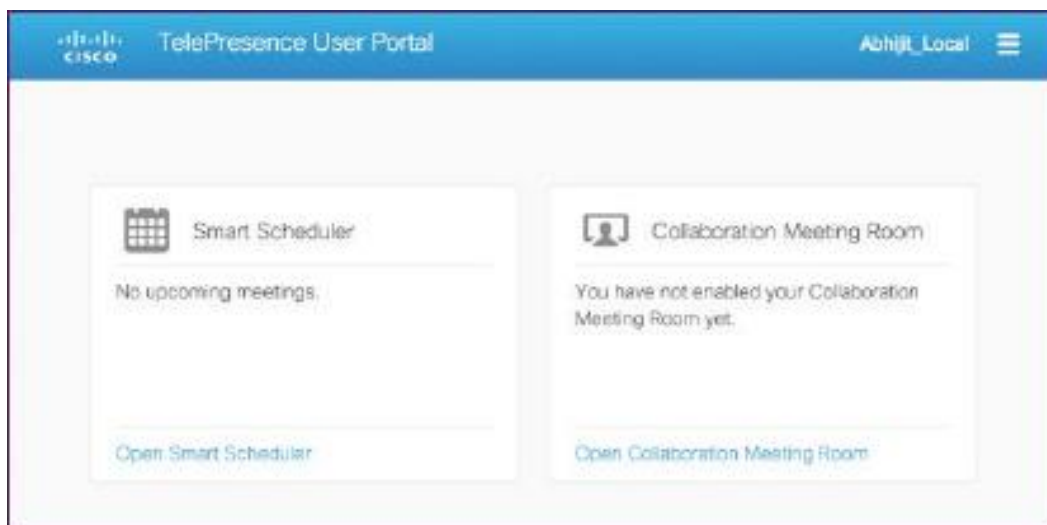 CISCO TelePresence User Portal Abhijit_Local
Smart Scheduler
No upcoming meetings.
Open Smart Scheduler
Collaboration Meeting Room
You have not enabled your Collaboration
Meeting Room yet.
Open Collaboration Meeting Room